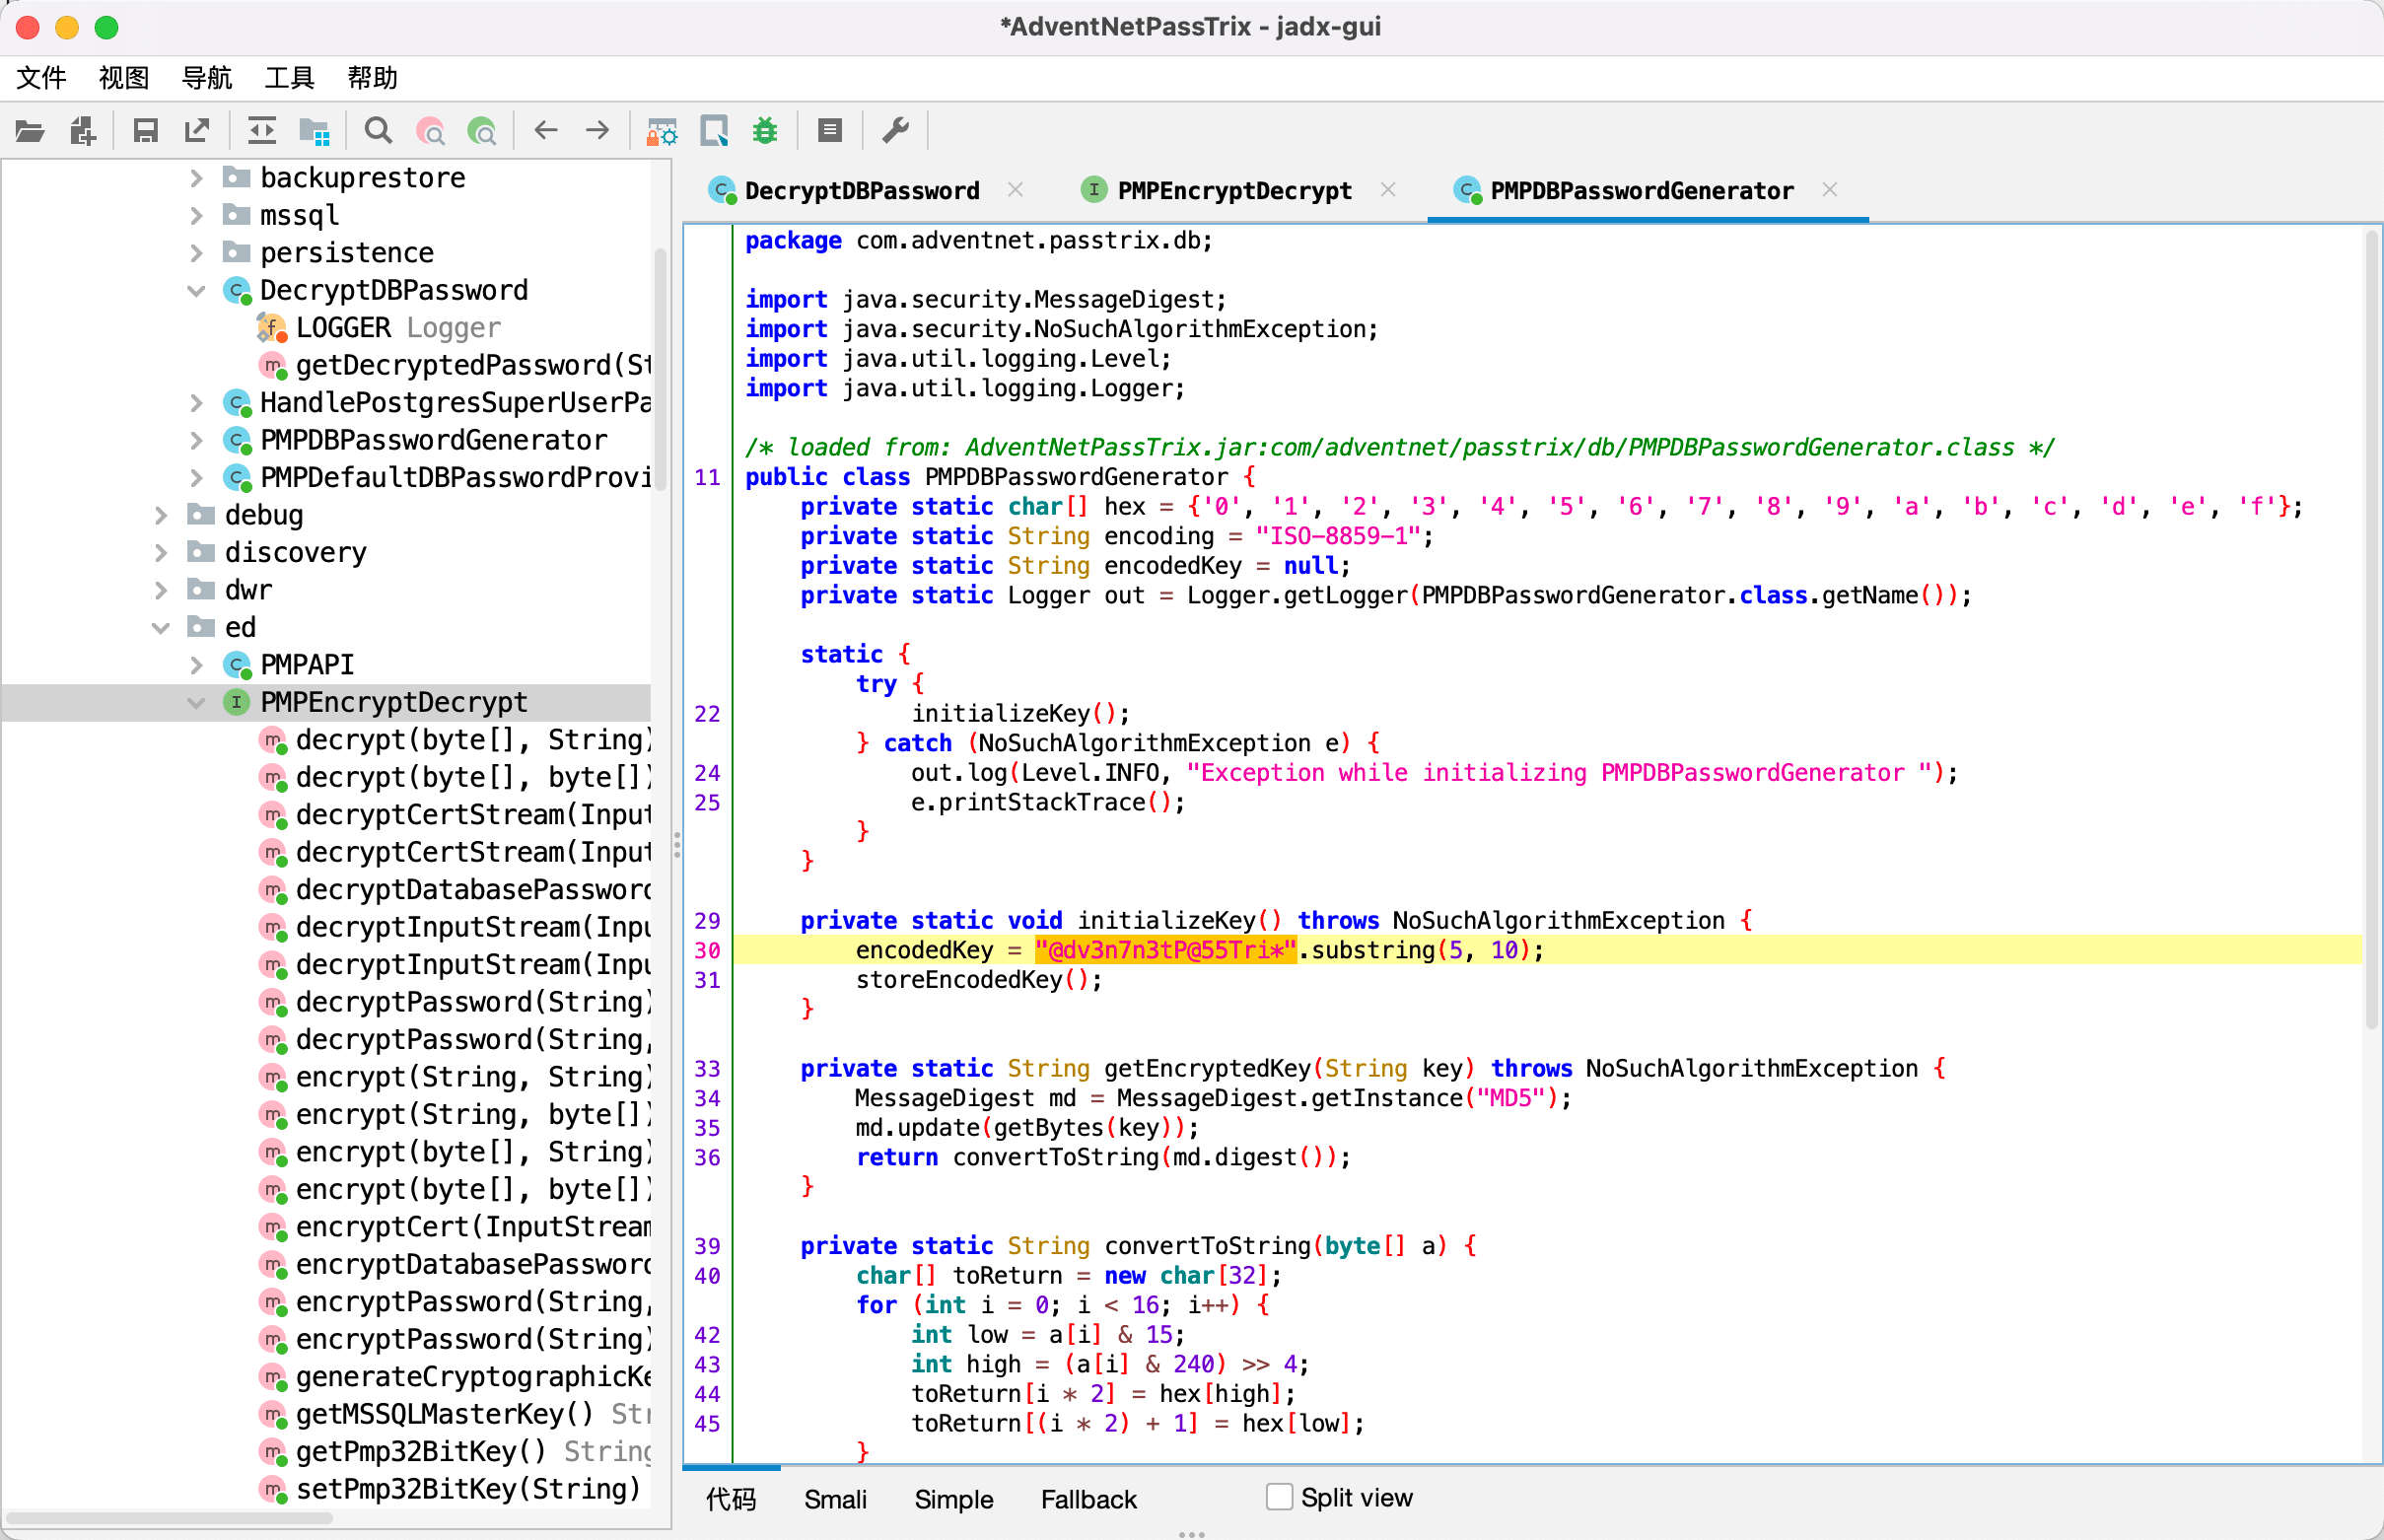 *AdventNetPassTrix - jadx-gui
文件 视图 导航 工具 帮助
backuprestore
mssql
persistence
DecryptDBPassword
LOGGER Logger
getDecryptedPassword(St
HandlePostgresSuperUserPa
PMPDBPasswordGenerator
PMPDefaultDBPasswordProvi
debug
discovery
dwr
ed
PMPAPI
PMPEncryptDecrypt
decrypt(byte[], String)
decrypt(byte[], byte[])
decryptCertStream(Input
decryptCertStream(Input
decryptDatabasePassword
decryptInputStream(Inpu
decryptInputStream(Inpu
decryptPassword(String)
decryptPassword(String,
encrypt(String, String)
encrypt(String, byte[])
encrypt(byte[], String)
encrypt(byte[], byte[])
encryptCert(InputStream
encryptDatabasePassword
encryptPassword(String,
encryptPassword(String)
generateCryptographicKe
getMSSQLMasterKey() Str
getPmp32BitKey() String
setPmp32BitKey(String)
DecryptDBPassword PMPEncryptDecrypt PMPDBPasswordGenerator
package com.adventnet.passtrix.db;
import java.security.MessageDigest;
import java.security.NoSuchAlgorithmException;
import java.util.logging.Level;
import java.util.logging.Logger;
/* loaded from: AdventNetPassTrix.jar:com/adventnet/passtrix/db/PMPDBPasswordGenerator.class */
11 public class PMPDBPasswordGenerator {
private static char[] hex = {'0', '1', '2', '3', '4', '5', '6', '7', '8', '9', 'a', 'b', 'c', 'd', 'e', 'f'};
private static String encoding = "ISO-8859-1";
private static String encodedKey = null;
private static Logger out = Logger.getLogger(PMPDBPasswordGenerator.class.getName());
static {
try {
22 initializeKey();
} catch (NoSuchAlgorithmException e) {
24 out.log(Level.INFO, "Exception while initializing PMPDBPasswordGenerator ");
25 e.printStackTrace();
}
}
29 private static void initializeKey() throws NoSuchAlgorithmException {
30 encodedKey = "@dv3n7n3tP@55Tri*".substring(5, 10);
31 storeEncodedKey();
}
33 private static String getEncryptedKey(String key) throws NoSuchAlgorithmException {
34 MessageDigest md = MessageDigest.getInstance("MD5");
35 md.update(getBytes(key));
36 return convertToString(md.digest());
}
39 private static String convertToString(byte[] a) {
40 char[] toReturn = new char[32];
for (int i = 0; i < 16; i++) {
42 int low = a[i] & 15;
43 int high = (a[i] & 240) >> 4;
44 toReturn[i * 2] = hex[high];
45 toReturn[(i * 2) + 1] = hex[low];
}
代码 Smali Simple Fallback Split view